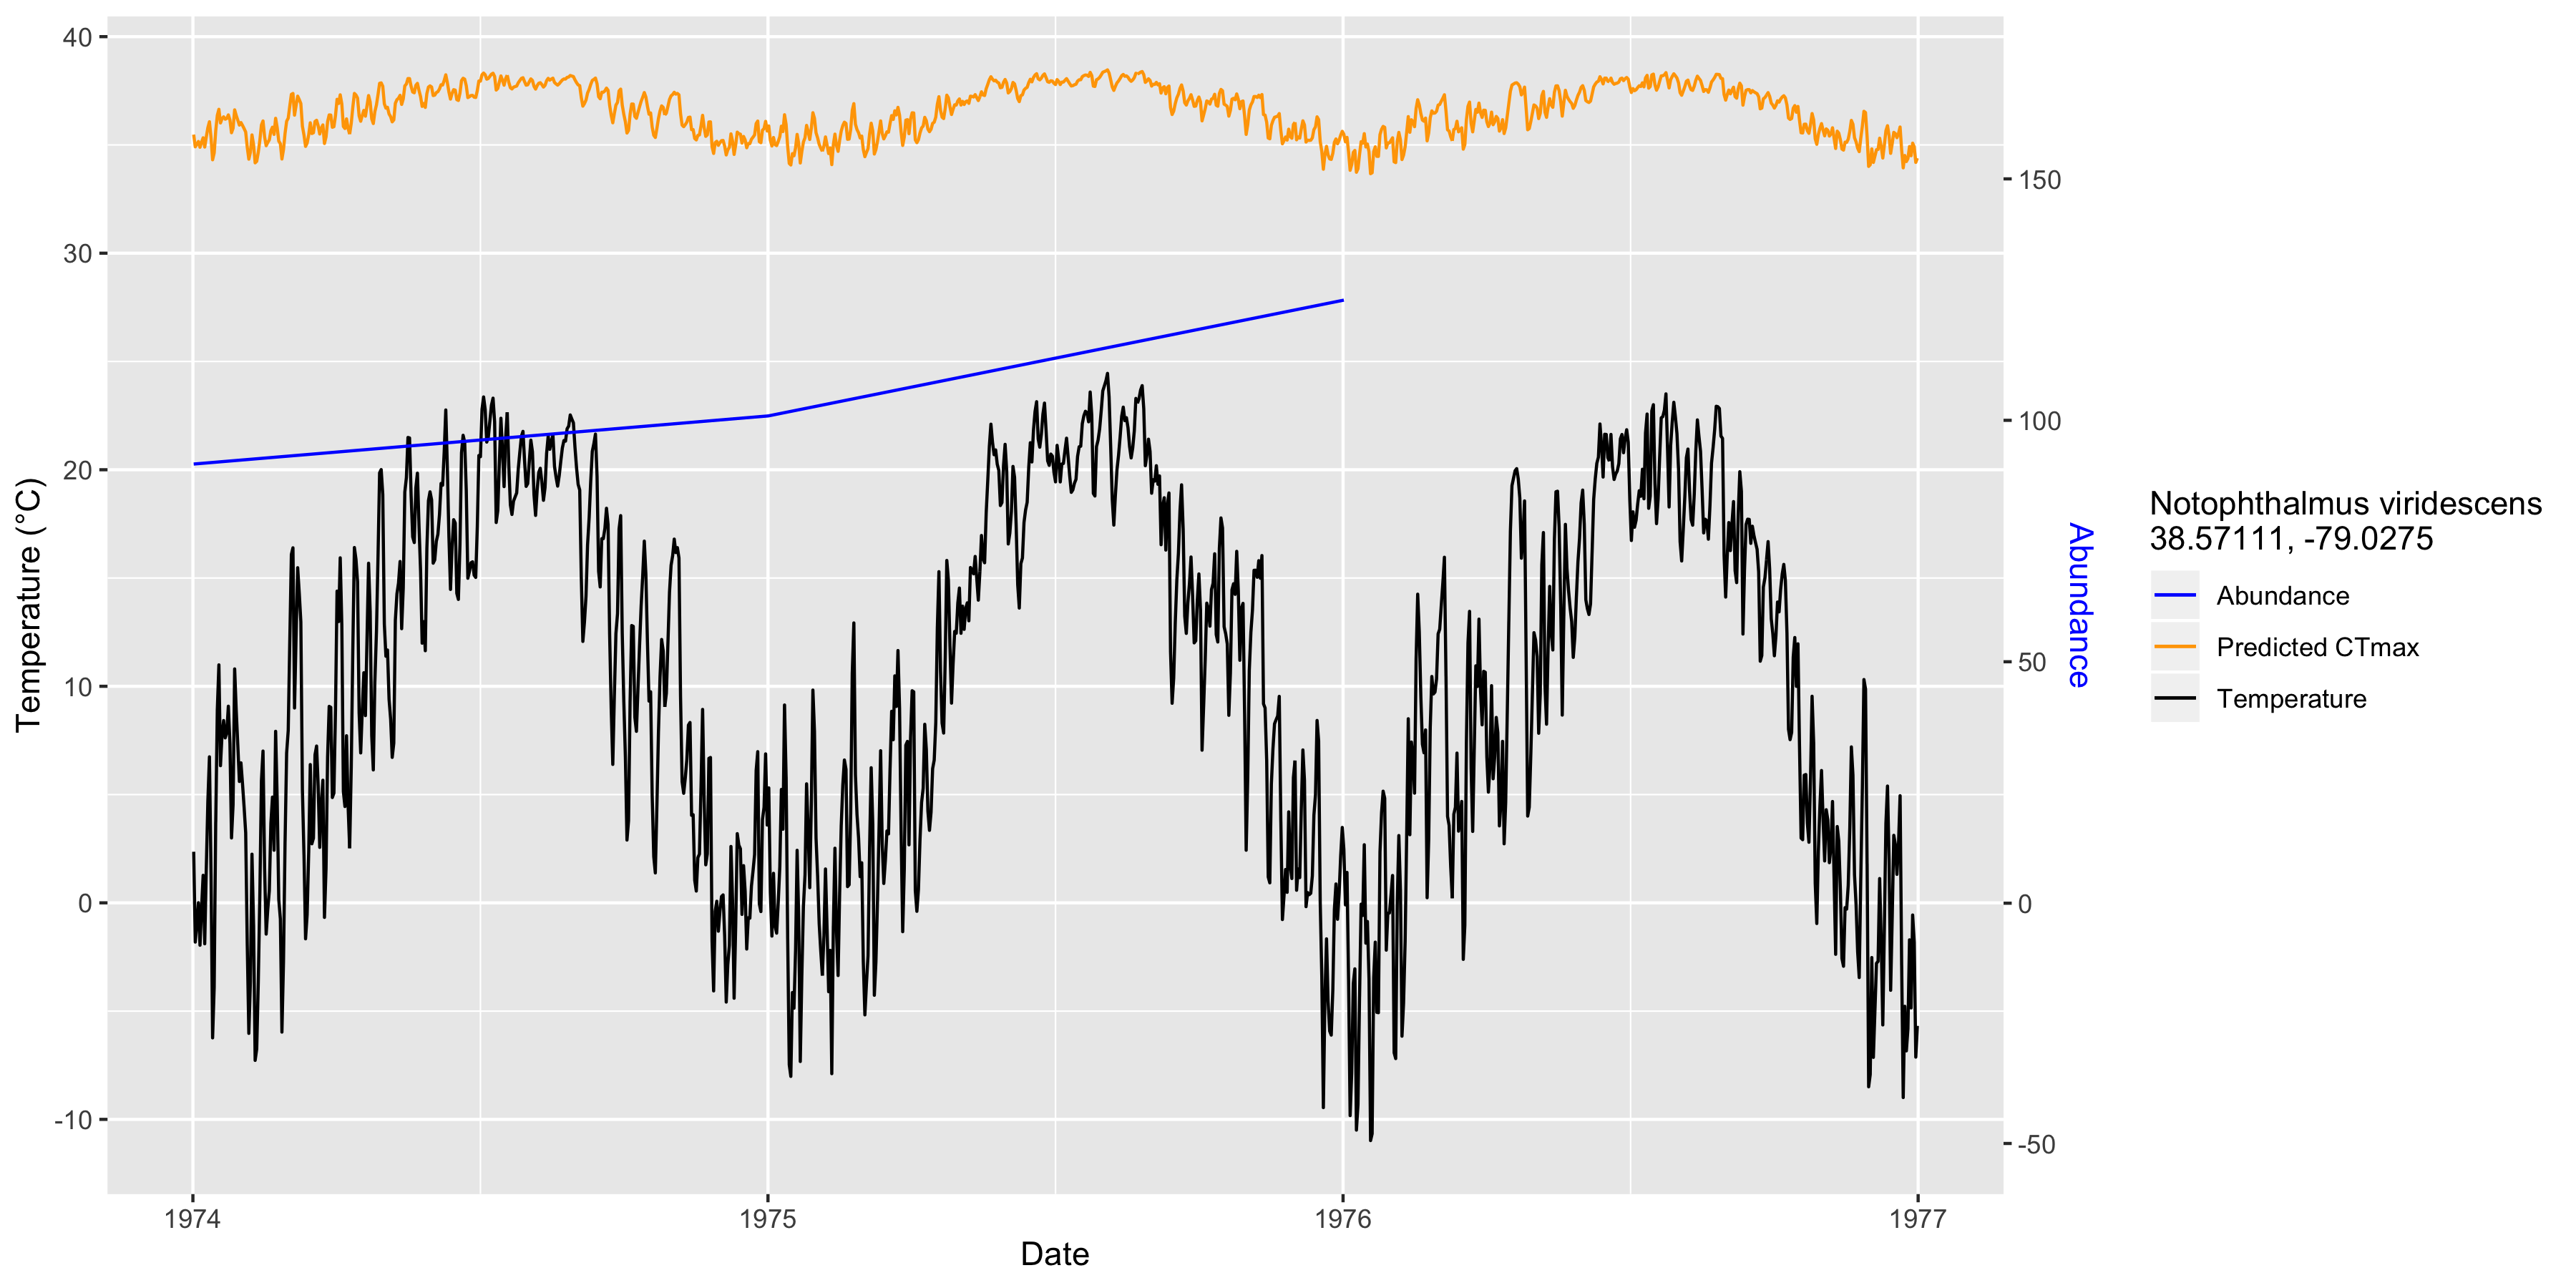 40
30
20
10
0
-10
Temperature (°C)
1974
1975
1976
1977
Date
150
100
50
0
-50
Abundance
Notophthalmus viridescens
38.57111, -79.0275
Abundance
Predicted CTmax
Temperature